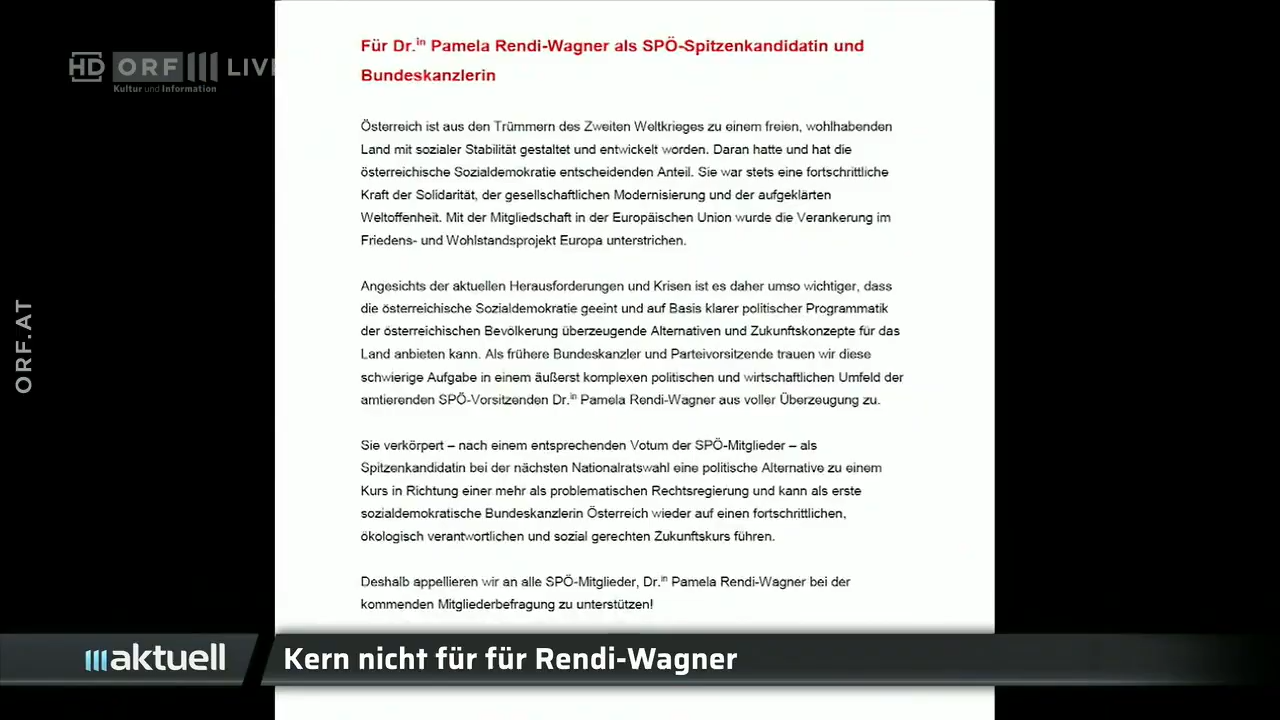 HD ORF III LIVE
Kultur und Information
ORF.AT
Für Dr.in Pamela Rendi-Wagner als SPÖ-Spitzenkandidatin und
Bundeskanzlerin
Österreich ist aus den Trümmern des Zweiten Weltkrieges zu einem freien, wohlhabenden
Land mit sozialer Stabilität gestaltet und entwickelt worden. Daran hatte und hat die
österreichische Sozialdemokratie entscheidenden Anteil. Sie war stets eine fortschrittliche
Kraft der Solidarität, der gesellschaftlichen Modernisierung und der aufgeklärten
Weltoffenheit. Mit der Mitgliedschaft in der Europäischen Union wurde die Verankerung im
Friedens- und Wohlstandsprojekt Europa unterstrichen.
Angesichts der aktuellen Herausforderungen und Krisen ist es daher umso wichtiger, dass
die österreichische Sozialdemokratie geeint und auf Basis klarer politischer Programmatik
der österreichischen Bevölkerung überzeugende Alternativen und Zukunftskonzepte für das
Land anbieten kann. Als frühere Bundeskanzler und Parteivorsitzende trauen wir diese
schwierige Aufgabe in einem äußerst komplexen politischen und wirtschaftlichen Umfeld der
amtierenden SPÖ-Vorsitzenden Dr.in Pamela Rendi-Wagner aus voller Überzeugung zu.
Sie verkörpert – nach einem entsprechenden Votum der SPÖ-Mitglieder – als
Spitzenkandidatin bei der nächsten Nationalratswahl eine politische Alternative zu einem
Kurs in Richtung einer mehr als problematischen Rechtsregierung und kann als erste
sozialdemokratische Bundeskanzlerin Österreich wieder auf einen fortschrittlichen,
ökologisch verantwortlichen und sozial gerechten Zukunftskurs führen.
Deshalb appellieren wir an alle SPÖ-Mitglieder, Dr.in Pamela Rendi-Wagner bei der
kommenden Mitgliederbefragung zu unterstützen!
III aktuell
Kern nicht für für Rendi-Wagner